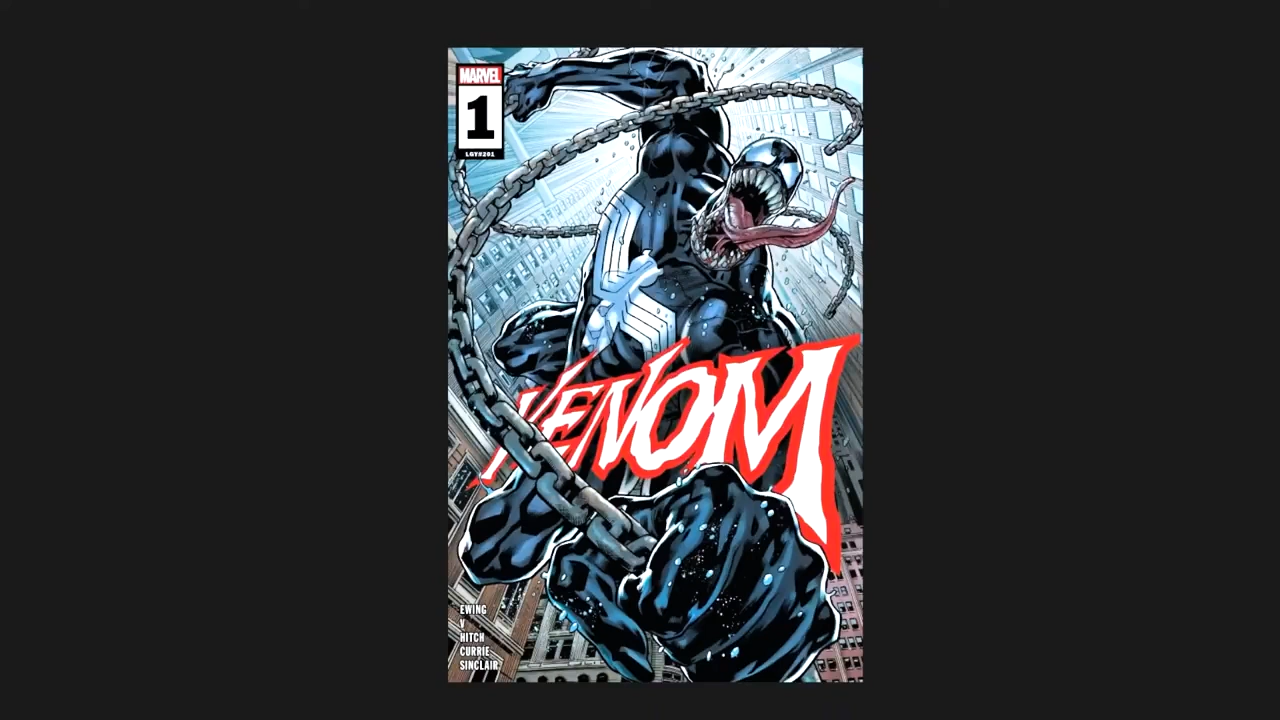 MARVEL
1
LGY#201
VENOM
EWING
V
HITCH
CURRIE
SINCLAIR